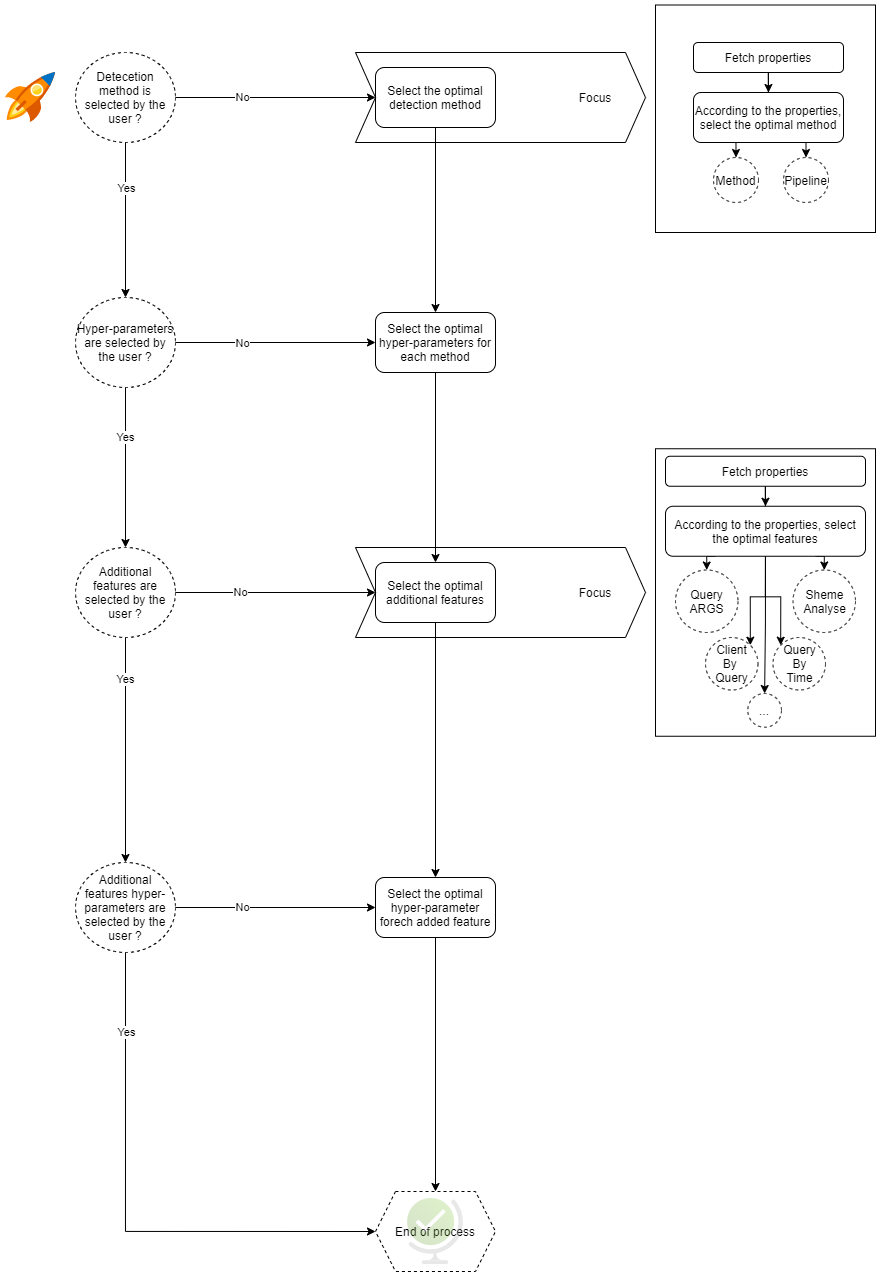 Detecetion
method is
selected by the
user ?
No
Select the optimal
detection method
Focus
Fetch properties
According to the properties,
select the optimal method
Method
Pipeline
Yes
Hyper-parameters
are selected by
the user ?
No
Select the optimal
hyper-parameters for
each method
Yes
Additional
features are
selected by the
user ?
No
Select the optimal
additional features
Focus
Fetch properties
According to the properties, select
the optimal features
Query
ARGS
Sheme
Analyse
Client
By
Query
Query
By
Time
...
Yes
Additional
features hyper-
parameters are
selected by the
user ?
No
Select the optimal
hyper-parameter
forech added feature
Yes
End of process